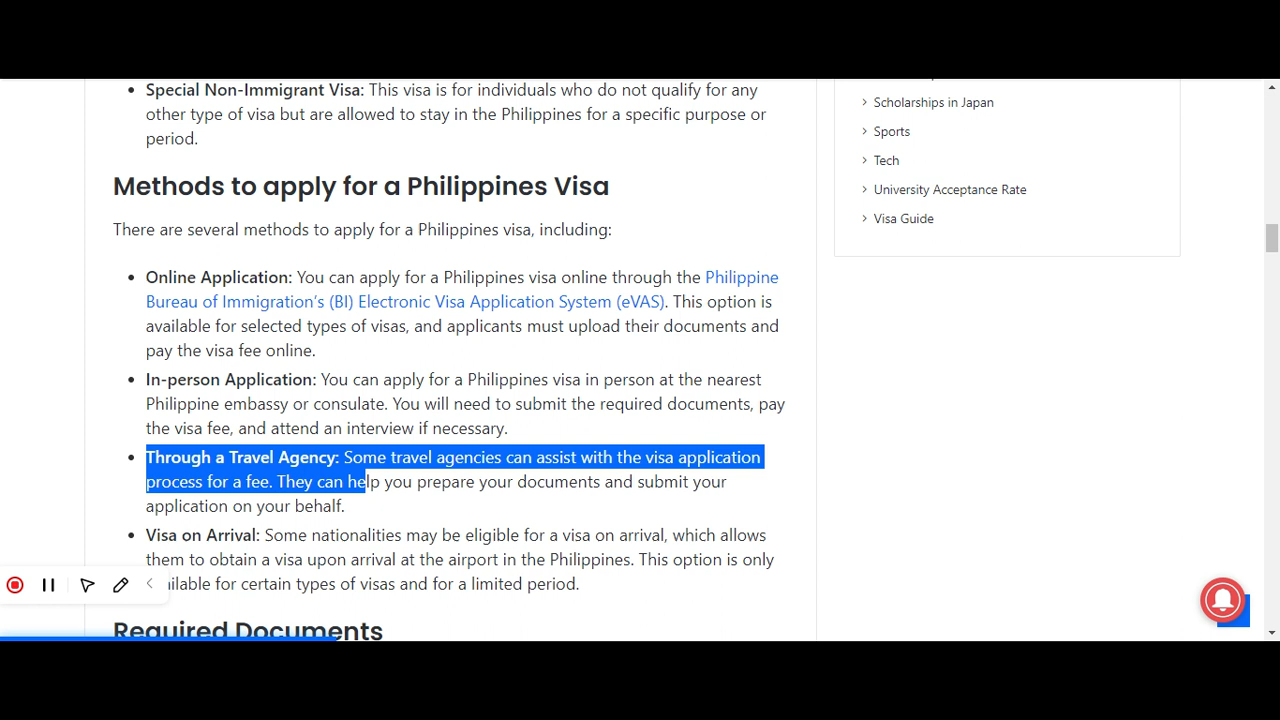 Special Non-Immigrant Visa: This visa is for individuals who do not qualify for any
other type of visa but are allowed to stay in the Philippines for a specific purpose or
period.
Methods to apply for a Philippines Visa
There are several methods to apply for a Philippines visa, including:
Online Application: You can apply for a Philippines visa online through the Philippine
Bureau of Immigration’s (BI) Electronic Visa Application System (eVAS). This option is
available for selected types of visas, and applicants must upload their documents and
pay the visa fee online.
In-person Application: You can apply for a Philippines visa in person at the nearest
Philippine embassy or consulate. You will need to submit the required documents, pay
the visa fee, and attend an interview if necessary.
Through a Travel Agency: Some travel agencies can assist with the visa application
process for a fee. They can help you prepare your documents and submit your
application on your behalf.
Visa on Arrival: Some nationalities may be eligible for a visa on arrival, which allows
them to obtain a visa upon arrival at the airport in the Philippines. This option is only
ailable for certain types of visas and for a limited period.
Required Documents
Scholarships in Japan
Sports
Tech
University Acceptance Rate
Visa Guide